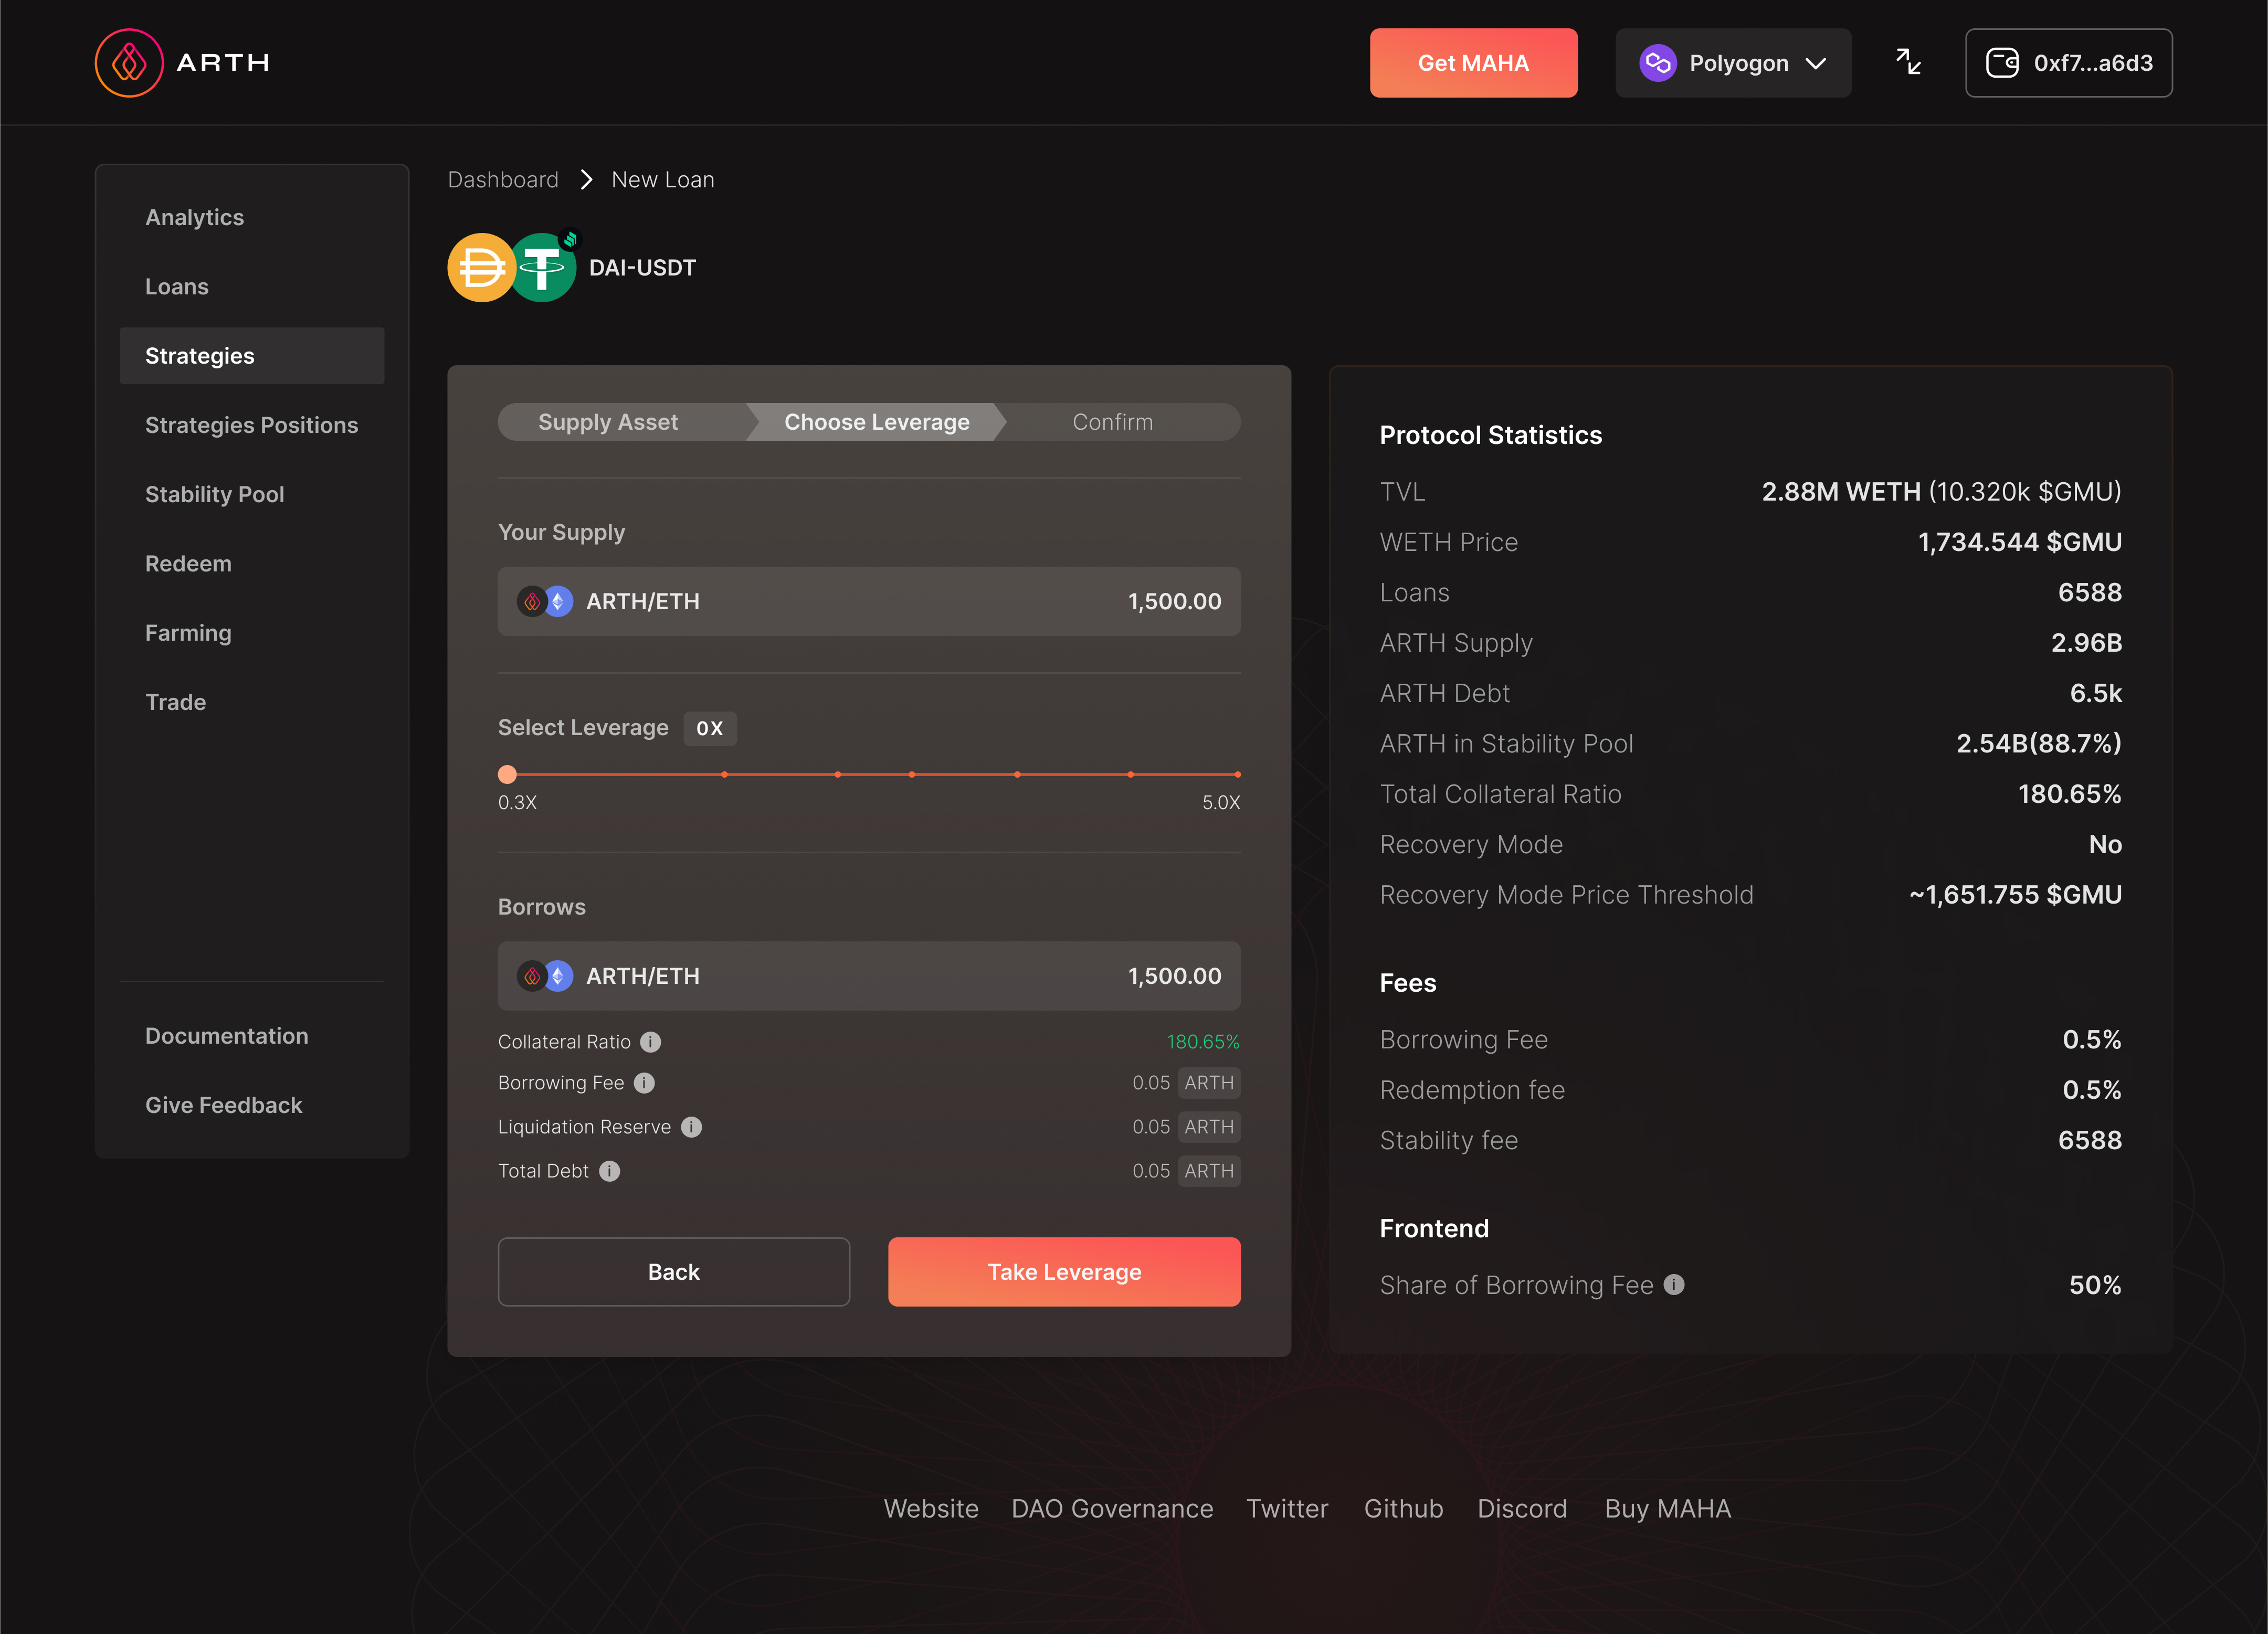 ARTH
Get MAHA
Polyogon
0xf7...a6d3
Analytics
Loans
Strategies
Strategies Positions
Stability Pool
Redeem
Farming
Trade
Documentation
Give Feedback
Dashboard > New Loan
DAI-USDT
Supply Asset Choose Leverage Confirm
Your Supply
ARTH/ETH 1,500.00
Select Leverage 0X
0.3X 5.0X
Borrows
ARTH/ETH 1,500.00
Collateral Ratio 180.65%
Borrowing Fee 0.05 ARTH
Liquidation Reserve 0.05 ARTH
Total Debt 0.05 ARTH
Back Take Leverage
Protocol Statistics
TVL 2.88M WETH (10.320k $GMU)
WETH Price 1,734.544 $GMU
Loans 6588
ARTH Supply 2.96B
ARTH Debt 6.5k
ARTH in Stability Pool 2.54B(88.7%)
Total Collateral Ratio 180.65%
Recovery Mode No
Recovery Mode Price Threshold ~1,651.755 $GMU
Fees
Borrowing Fee 0.5%
Redemption fee 0.5%
Stability fee 6588
Frontend
Share of Borrowing Fee 50%
Website DAO Governance Twitter Github Discord Buy MAHA